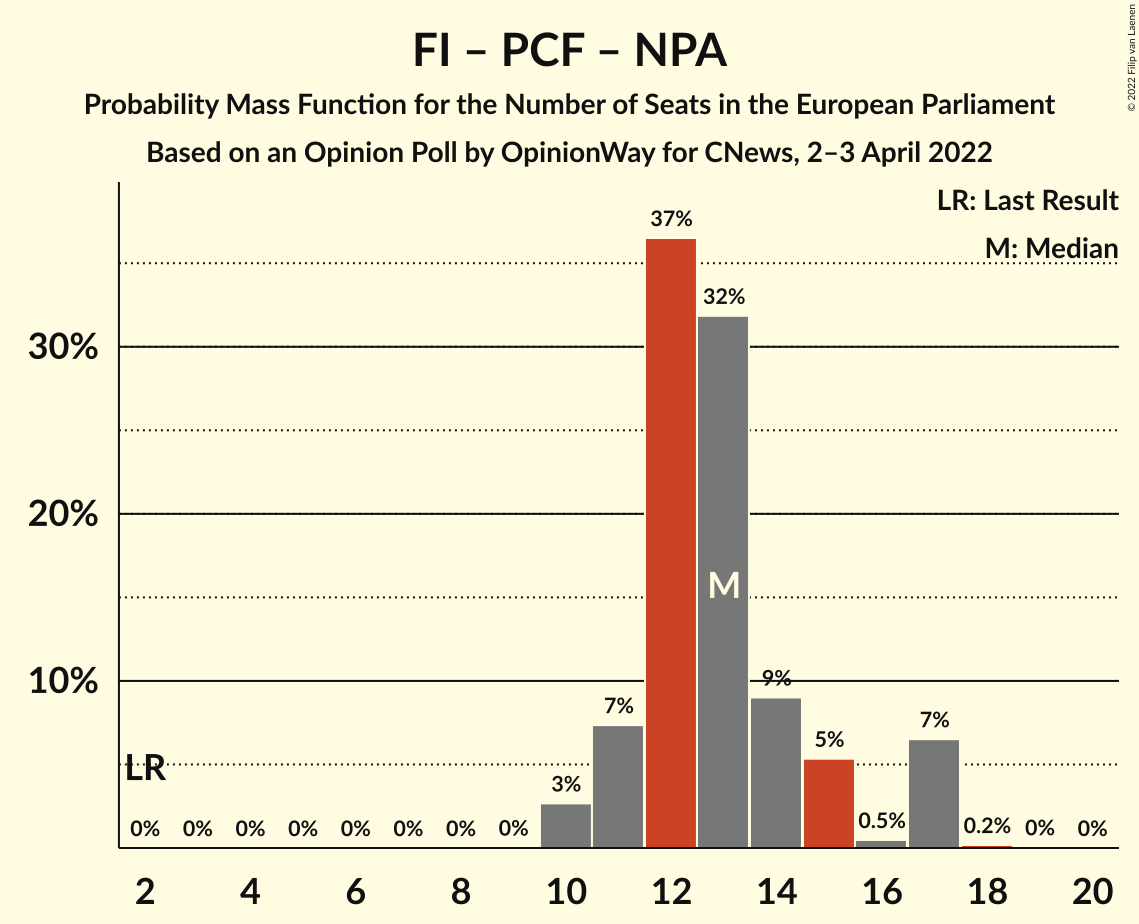 FI – PCF – NPA
Probability Mass Function for the Number of Seats in the European Parliament
Based on an Opinion Poll by OpinionWay for CNews, 2–3 April 2022
© 2022 Filip van Laenen
LR: Last Result
M: Median
37%
32%
30%
20%
M
10%
9%
7%
7%
5%
LR
3%
0% 0% 0% 0% 0% 0% 0% 0% 0.5% 0.2% 0% 0%
2 4 6 8 10 12 14 16 18 20